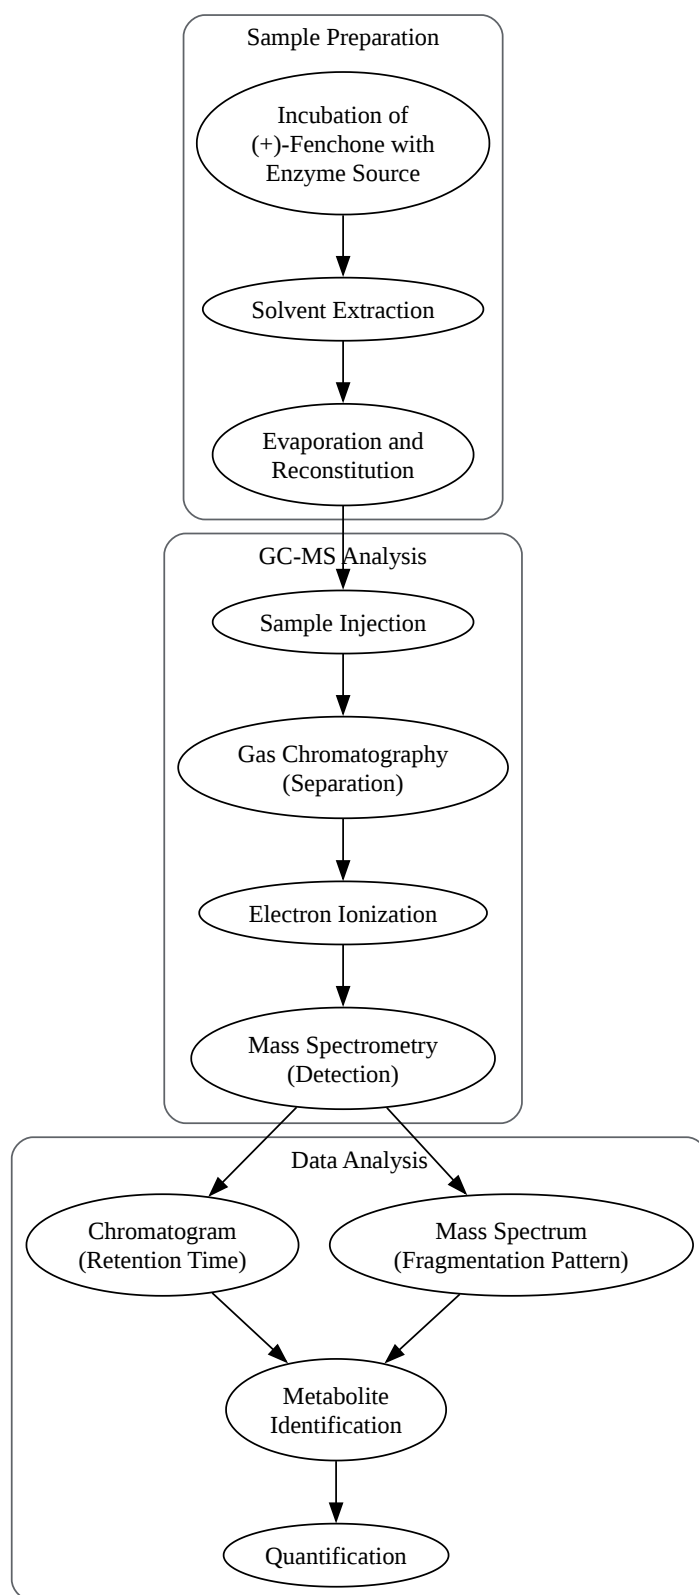 Sample Preparation
Incubation of
(+)-Fenchone with
Enzyme Source
Solvent Extraction
Evaporation and
Reconstitution
GC-MS Analysis
Sample Injection
Gas Chromatography
(Separation)
Electron Ionization
Mass Spectrometry
(Detection)
Data Analysis
Chromatogram
(Retention Time)
Mass Spectrum
(Fragmentation Pattern)
Metabolite
Identification
Quantification